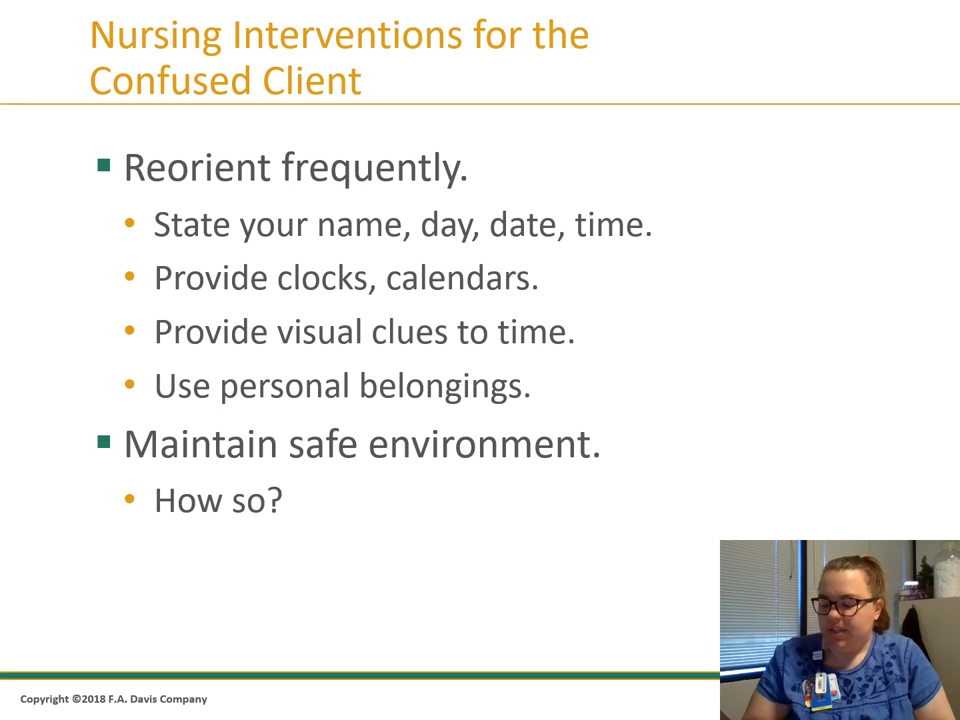 Nursing Interventions for the
Confused Client
Reorient frequently.
State your name, day, date, time.
Provide clocks, calendars.
Provide visual clues to time.
Use personal belongings.
Maintain safe environment.
How so?
Copyright ©2018 F.A. Davis Company